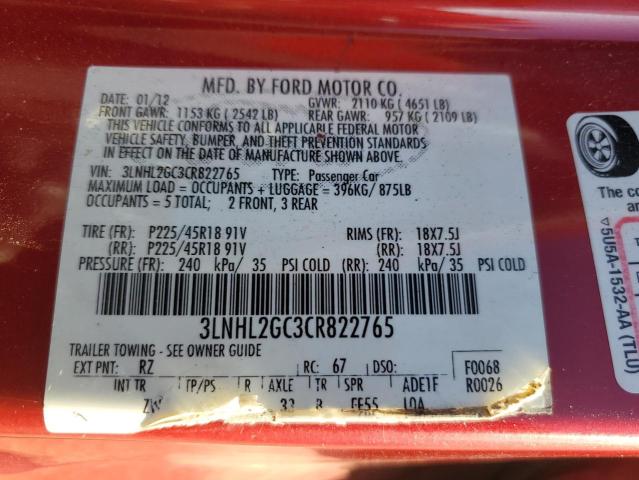 MFD. BY FORD MOTOR CO.
DATE: 01/12 GVWR: 2110 KG ( 4651 LB)
FRONT GAWR: 1153 KG ( 2542 LB) REAR GAWR: 957 KG ( 2109 LB)
THIS VEHICLE CONFORMS TO ALL APPLICABLE FEDERAL MOTOR
VEHICLE SAFETY, BUMPER, AND THEFT PREVENTION STANDARDS
IN EFFECT ON THE DATE OF MANUFACTURE SHOWN ABOVE.
VIN: 3LNHL2GC3CR822765 TYPE: Passenger Car
MAXIMUM LOAD = OCCUPANTS + LUGGAGE = 396KG/ 875LB
OCCUPANTS = 5 TOTAL; 2 FRONT, 3 REAR
TIRE (FR): P225/45R18 91V RIMS (FR): 18X7.5J
(RR): P225/45R18 91V (RR): 18X7.5J
PRESSURE (FR): 240 kPa/ 35 PSI COLD (RR): 240 kPa/ 35 PSI COLD
3LNHL2GC3CR822765
TRAILER TOWING - SEE OWNER GUIDE
EXT PNT: RZ RC: 67 DSO: F0068
INT TR TP/PS R AXLE TR SPR ADE1F R0026
ZW 33 B EE55 LOA
The co
an
5U5A-1532-AA (TLU)